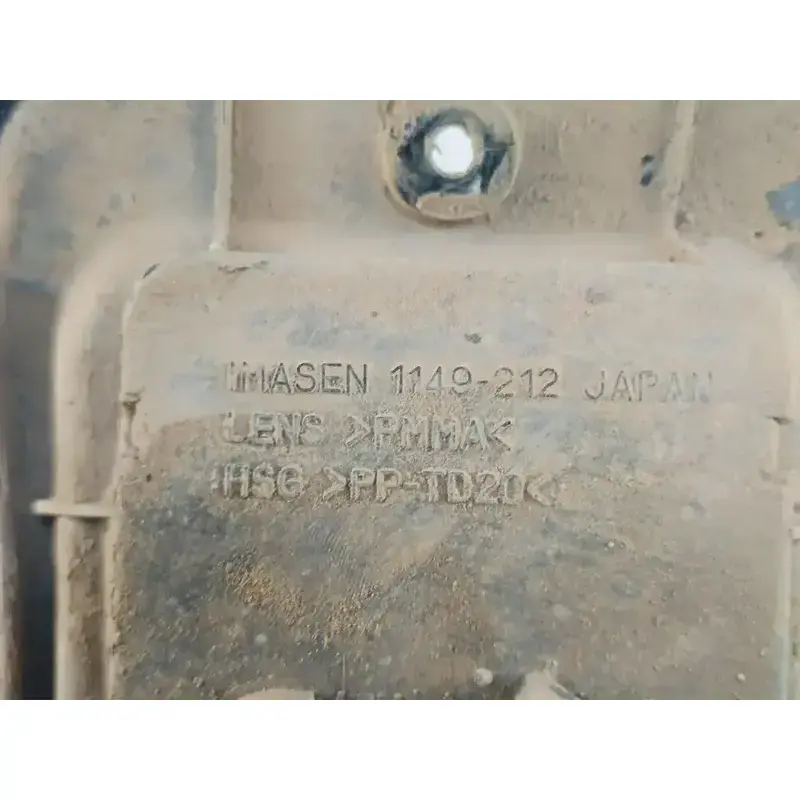 IMASEN 1149-212 JAPAN
LENS >PMMA<
HSG >PP-TD20<